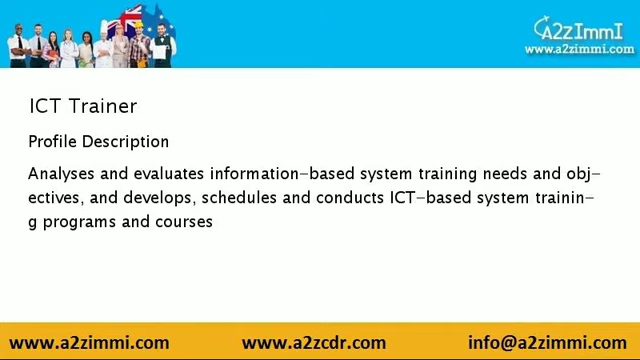 A2ZImmI
www.a2zimmi.com
ICT Trainer
Profile Description
Analyses and evaluates information-based system training needs and obj-
ectives, and develops, schedules and conducts ICT-based system trainin-
g programs and courses
www.a2zimmi.com www.a2zcdr.com info@a2zimmi.com